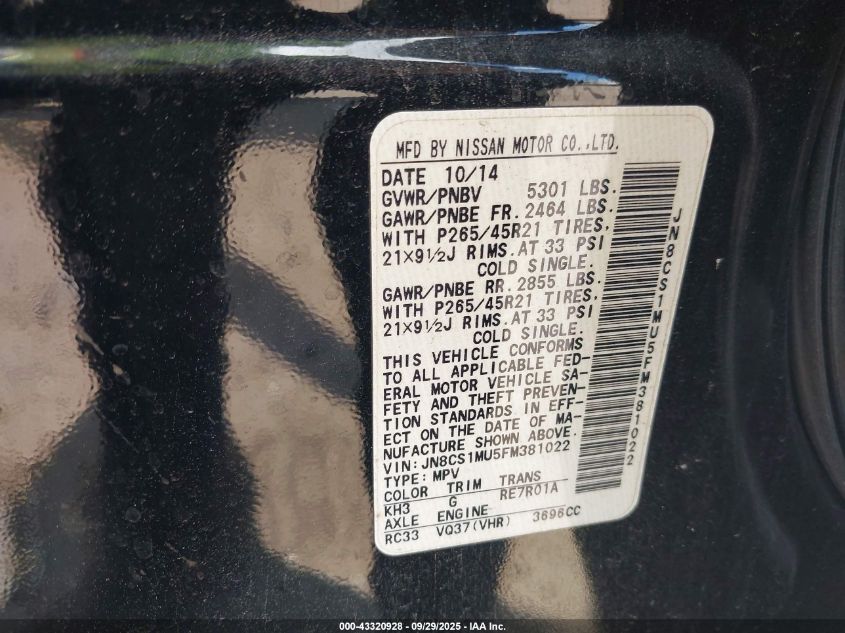 MFD BY NISSAN MOTOR CO.,LTD.
DATE 10/14
GVWR/PNBV 5301 LBS.
GAWR/PNBE FR. 2464 LBS.
WITH P265/45R21 TIRES,
21×9½J RIMS.AT 33 PSI
COLD SINGLE.
GAWR/PNBE RR. 2855 LBS.
WITH P265/45R21 TIRES,
21×9½J RIMS.AT 33 PSI
COLD SINGLE.
THIS VEHICLE CONFORMS
TO ALL APPLICABLE FED-
ERAL MOTOR VEHICLE SA-
FETY AND THEFT PREVEN-
TION STANDARDS IN EFF-
ECT ON THE DATE OF MA-
NUFACTURE SHOWN ABOVE.
VIN: JN8CS1MU5FM381022
TYPE: MPV
COLOR TRIM TRANS
KH3 G RE7R01A
AXLE ENGINE
RC33 VQ37(VHR) 3696CC
JN8CS1MU5FM381022
000-43320928 - 09/29/2025 - IAA Inc.